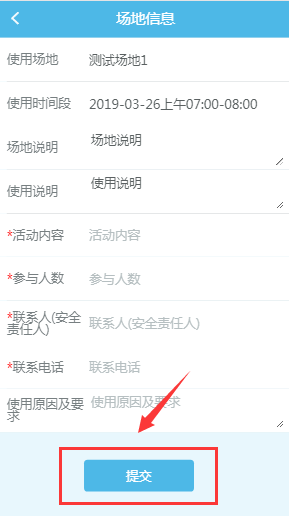 场地信息
使用场地 测试场地1
使用时间段 2019-03-26上午07:00-08:00
场地说明 场地说明
使用说明 使用说明
*活动内容 活动内容
*参与人数 参与人数
*联系人(安全责任人) 联系人(安全责任人)
*联系电话 联系电话
使用原因及要求 使用原因及要求
提交